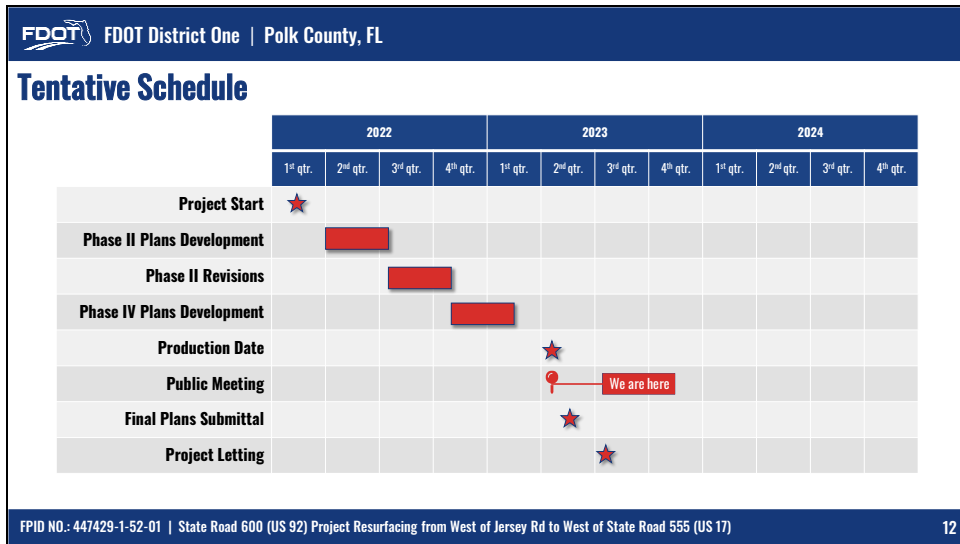 FDOT FDOT District One | Polk County, FL
Tentative Schedule
2022 2023 2024
1st qtr. 2nd qtr. 3rd qtr. 4th qtr. 1st qtr. 2nd qtr. 3rd qtr. 4th qtr. 1st qtr. 2nd qtr. 3rd qtr. 4th qtr.
Project Start
Phase II Plans Development
Phase II Revisions
Phase IV Plans Development
Production Date
Public Meeting We are here
Final Plans Submittal
Project Letting
FPID NO.: 447429-1-52-01 | State Road 600 (US 92) Project Resurfacing from West of Jersey Rd to West of State Road 555 (US 17) 12